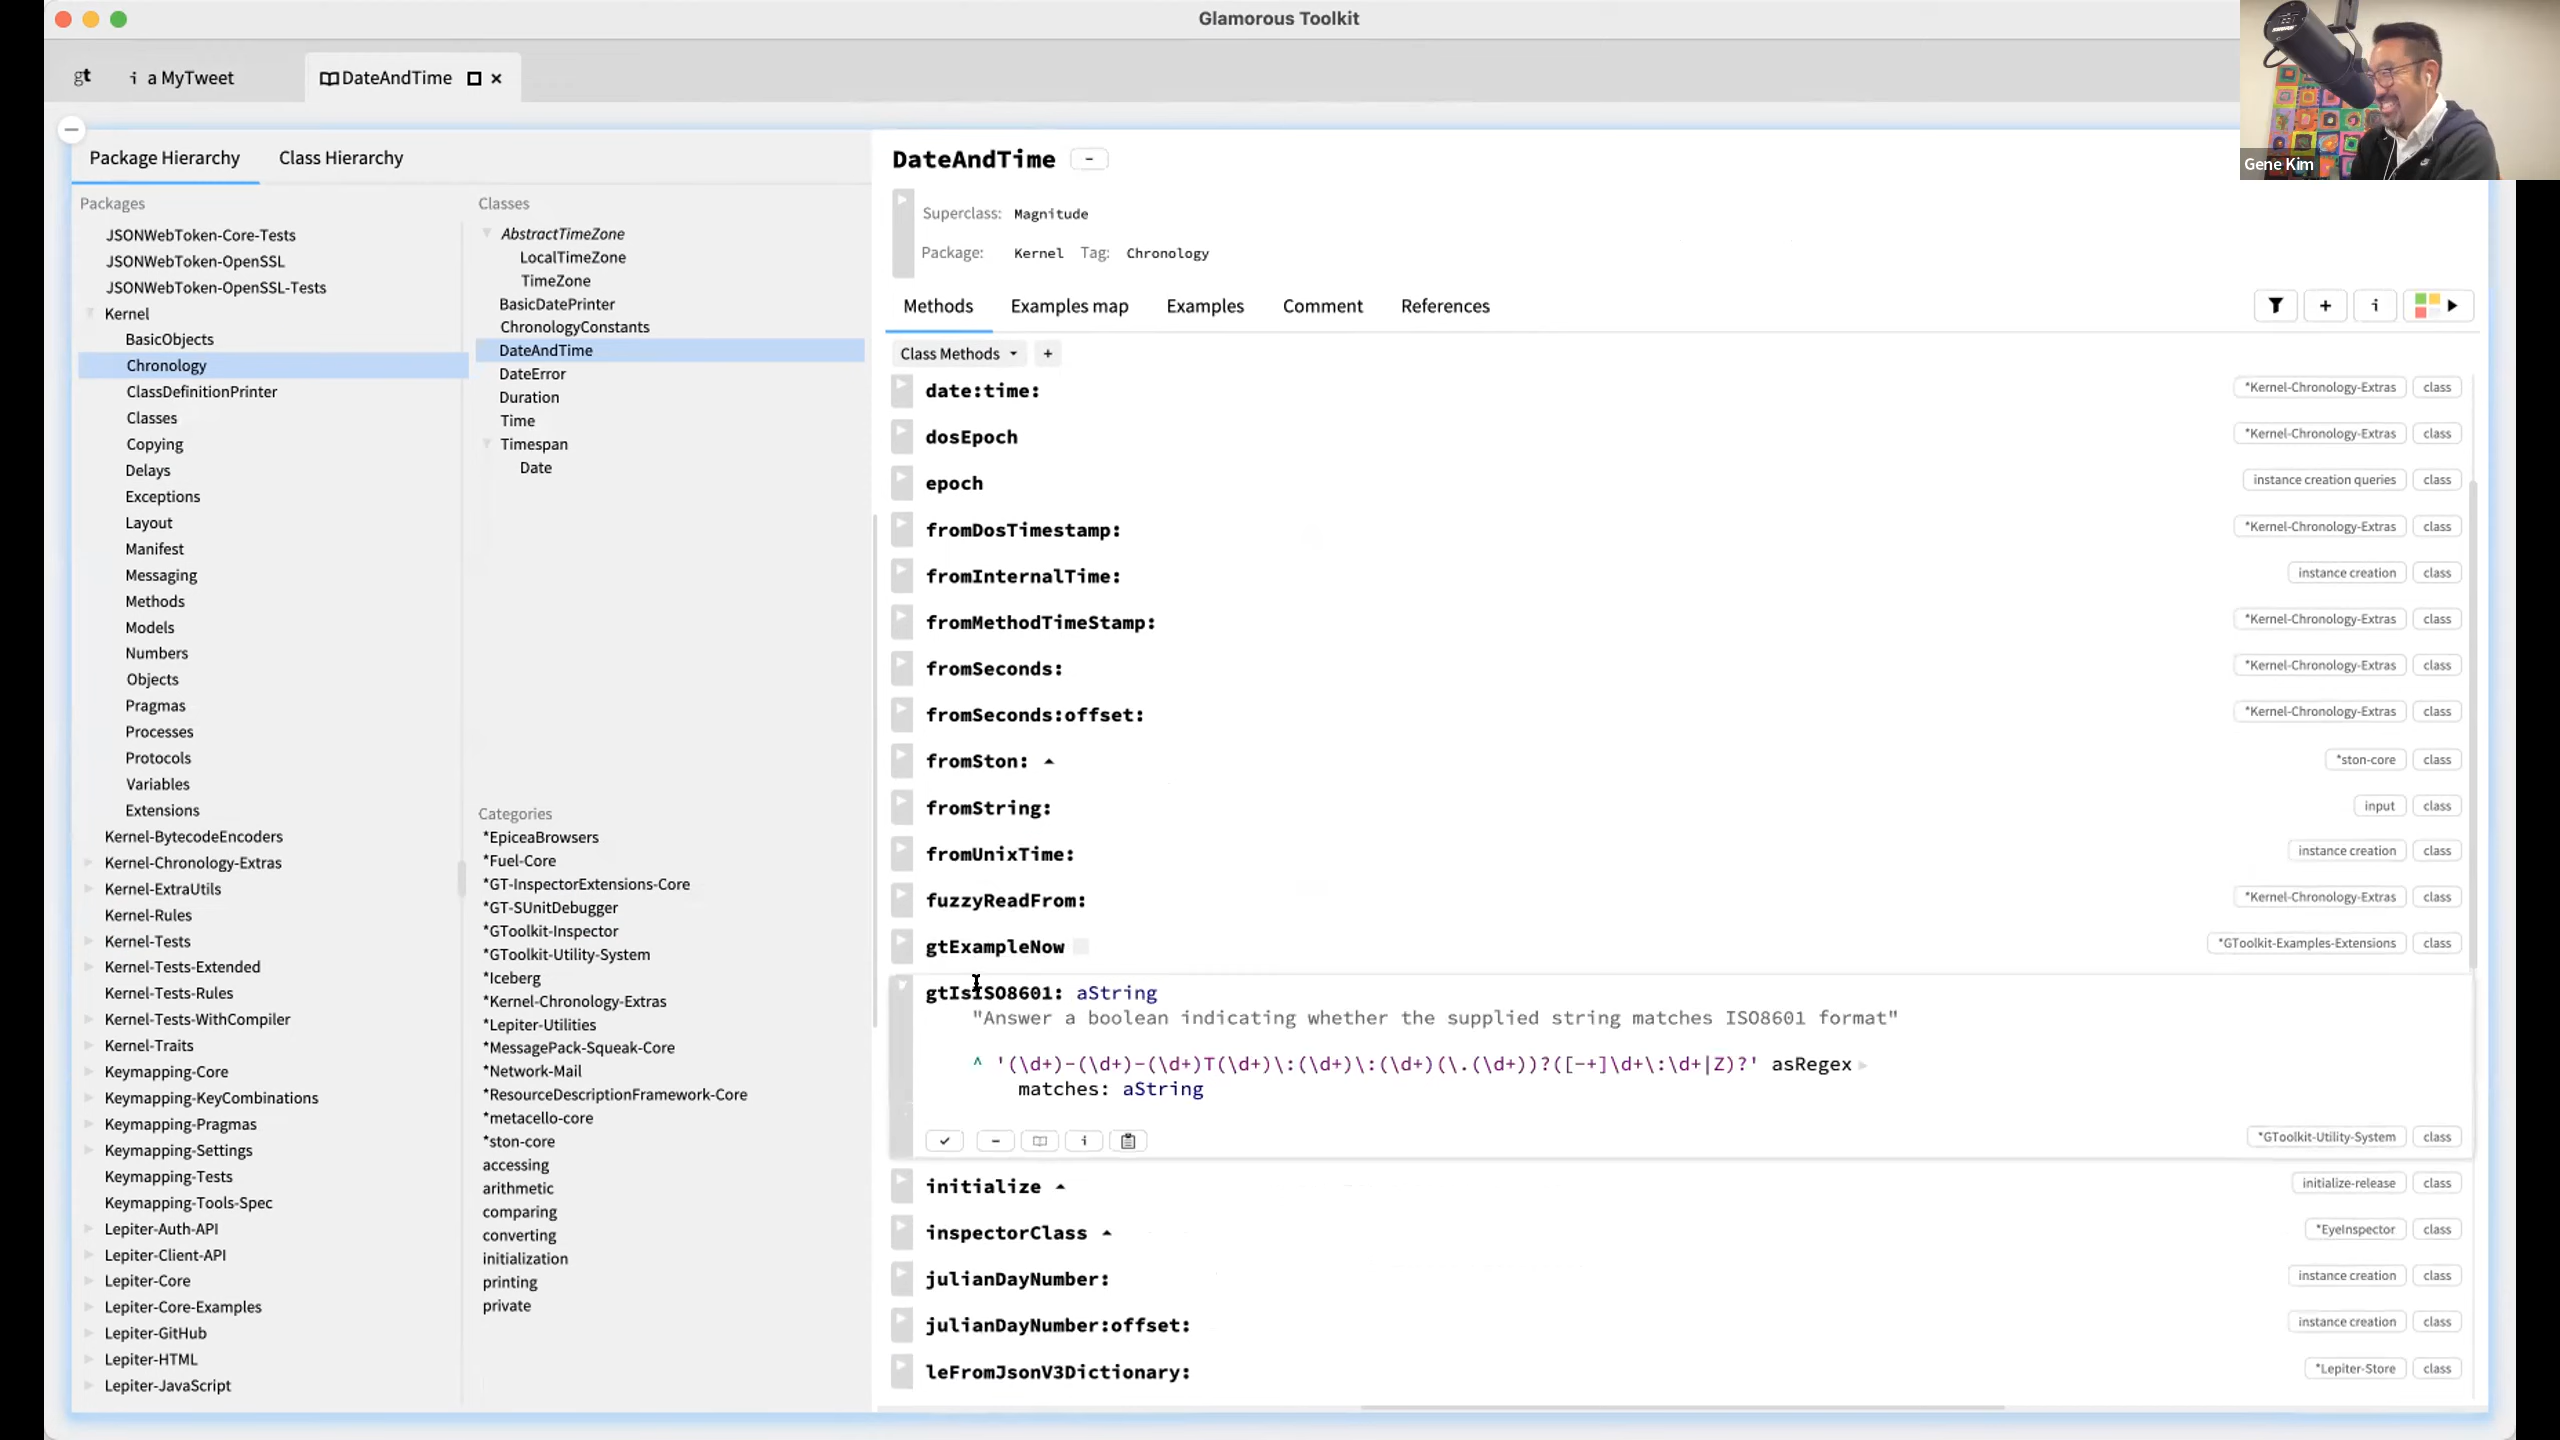 Glamorous Toolkit
gt
i a MyTweet
DateAndTime
Gene Kim
Package Hierarchy
Class Hierarchy
Packages
JSONWebToken-Core-Tests
JSONWebToken-OpenSSL
JSONWebToken-OpenSSL-Tests
Kernel
BasicObjects
Chronology
ClassDefinitionPrinter
Classes
Copying
Delays
Exceptions
Layout
Manifest
Messaging
Methods
Models
Numbers
Objects
Pragmas
Processes
Protocols
Variables
Extensions
Kernel-BytecodeEncoders
Kernel-Chronology-Extras
Kernel-ExtraUtils
Kernel-Rules
Kernel-Tests
Kernel-Tests-Extended
Kernel-Tests-Rules
Kernel-Tests-WithCompiler
Kernel-Traits
Keymapping-Core
Keymapping-KeyCombinations
Keymapping-Pragmas
Keymapping-Settings
Keymapping-Tests
Keymapping-Tools-Spec
Lepiter-Auth-API
Lepiter-Client-API
Lepiter-Core
Lepiter-Core-Examples
Lepiter-GitHub
Lepiter-HTML
Lepiter-JavaScript
Classes
AbstractTimeZone
LocalTimeZone
TimeZone
BasicDatePrinter
ChronologyConstants
DateAndTime
DateError
Duration
Time
Timespan
Date
Categories
*EpiceaBrowsers
*Fuel-Core
*GT-InspectorExtensions-Core
*GT-SUnitDebugger
*GToolkit-Inspector
*GToolkit-Utility-System
*Iceberg
*Kernel-Chronology-Extras
*Lepiter-Utilities
*MessagePack-Squeak-Core
*Network-Mail
*ResourceDescriptionFramework-Core
*metacello-core
*ston-core
accessing
arithmetic
comparing
converting
initialization
printing
private
DateAndTime
Superclass: Magnitude
Package: Kernel Tag: Chronology
Methods Examples map Examples Comment References
+ i
Class Methods +
date:time: *Kernel-Chronology-Extras class
dosEpoch *Kernel-Chronology-Extras class
epoch instance creation queries class
fromDosTimestamp: *Kernel-Chronology-Extras class
fromInternalTime: instance creation class
fromMethodTimeStamp: *Kernel-Chronology-Extras class
fromSeconds: *Kernel-Chronology-Extras class
fromSeconds:offset: *Kernel-Chronology-Extras class
fromSton: *ston-core class
fromString: input class
fromUnixTime: instance creation class
fuzzyReadFrom: *Kernel-Chronology-Extras class
gtExampleNow *GToolkit-Examples-Extensions class
gtIsISO8601: aString
"Answer a boolean indicating whether the supplied string matches ISO8601 format"
^ '(\d+)-(\d+)-(\d+)T(\d+)\:(\d+)\:(\d+)(\.(\d+))?([-+]\d+\:\d+|Z)?' asRegex
matches: aString
i *GToolkit-Utility-System class
initialize initialize-release class
inspectorClass *EyeInspector class
julianDayNumber: instance creation class
julianDayNumber:offset: instance creation class
leFromJsonV3Dictionary: *Lepiter-Store class